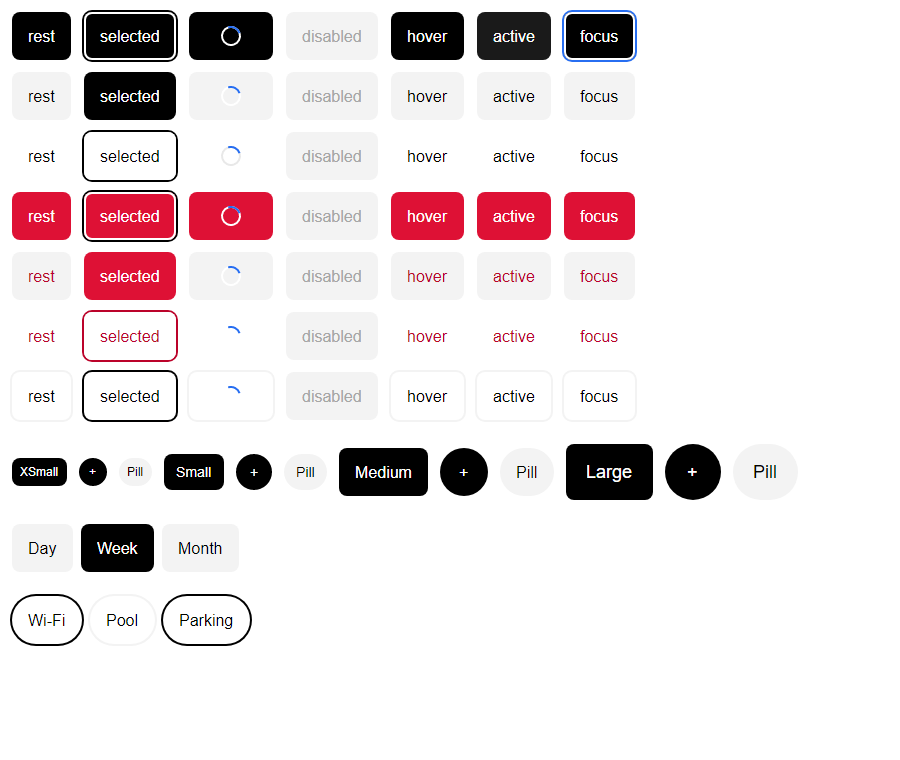 rest selected disabled hover active focus
rest selected disabled hover active focus
rest selected disabled hover active focus
rest selected disabled hover active focus
rest selected disabled hover active focus
rest selected disabled hover active focus
rest selected disabled hover active focus
XSmall + Pill Small + Pill Medium + Pill Large + Pill
Day Week Month
Wi-Fi Pool Parking